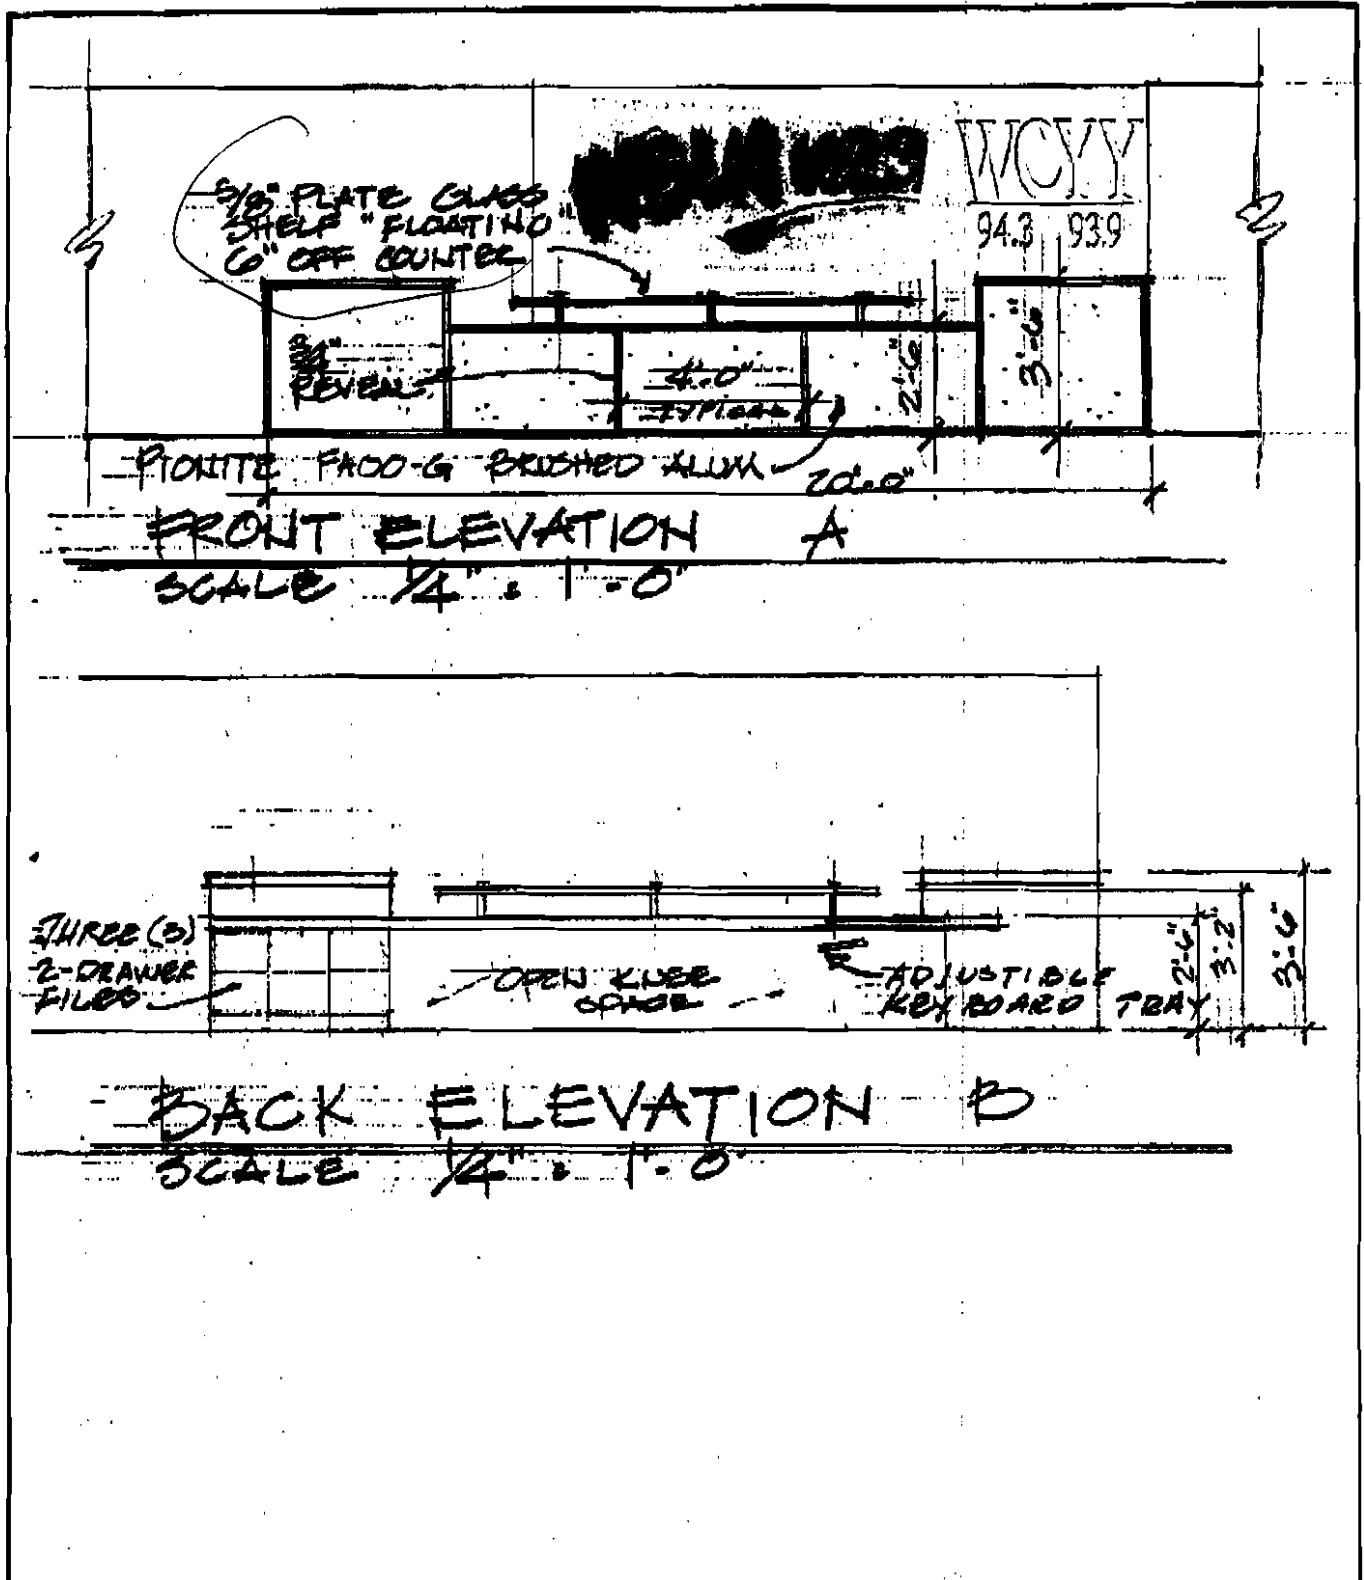 WCYY
94.3 93.9
5/8" PLATE GLASS
SHELF "FLOATING"
6" OFF COUNTER
3/4"
REVEAL
4'-0"
TYPICAL
2'-6"
3'-6"
PIONITE FA00-G BRUSHED ALUM
20'-0"
FRONT ELEVATION A
SCALE 1/4" = 1'-0"
THREE (3)
2-DRAWER
FILES
OPEN KNEE
SPACE
ADJUSTIBLE
KEYBOARD TRAY
2'-6"
3'-2"
3'-6"
BACK ELEVATION B
SCALE 1/4" = 1'-0"